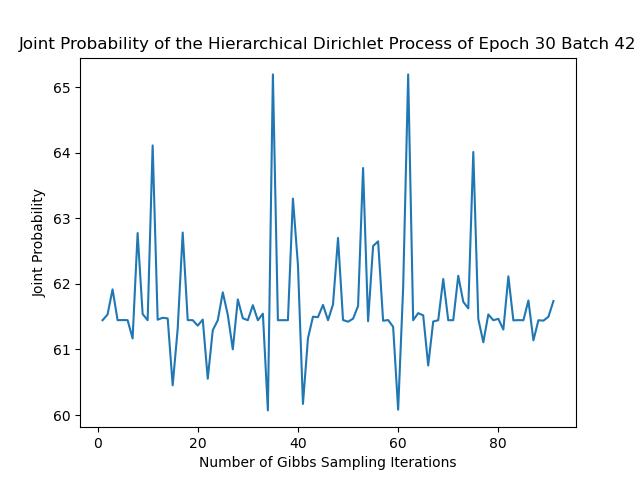 Joint Probability of the Hierarchical Dirichlet Process of Epoch 30 Batch 42
65
64
63
62
61
60
Joint Probability
0 20 40 60 80
Number of Gibbs Sampling Iterations